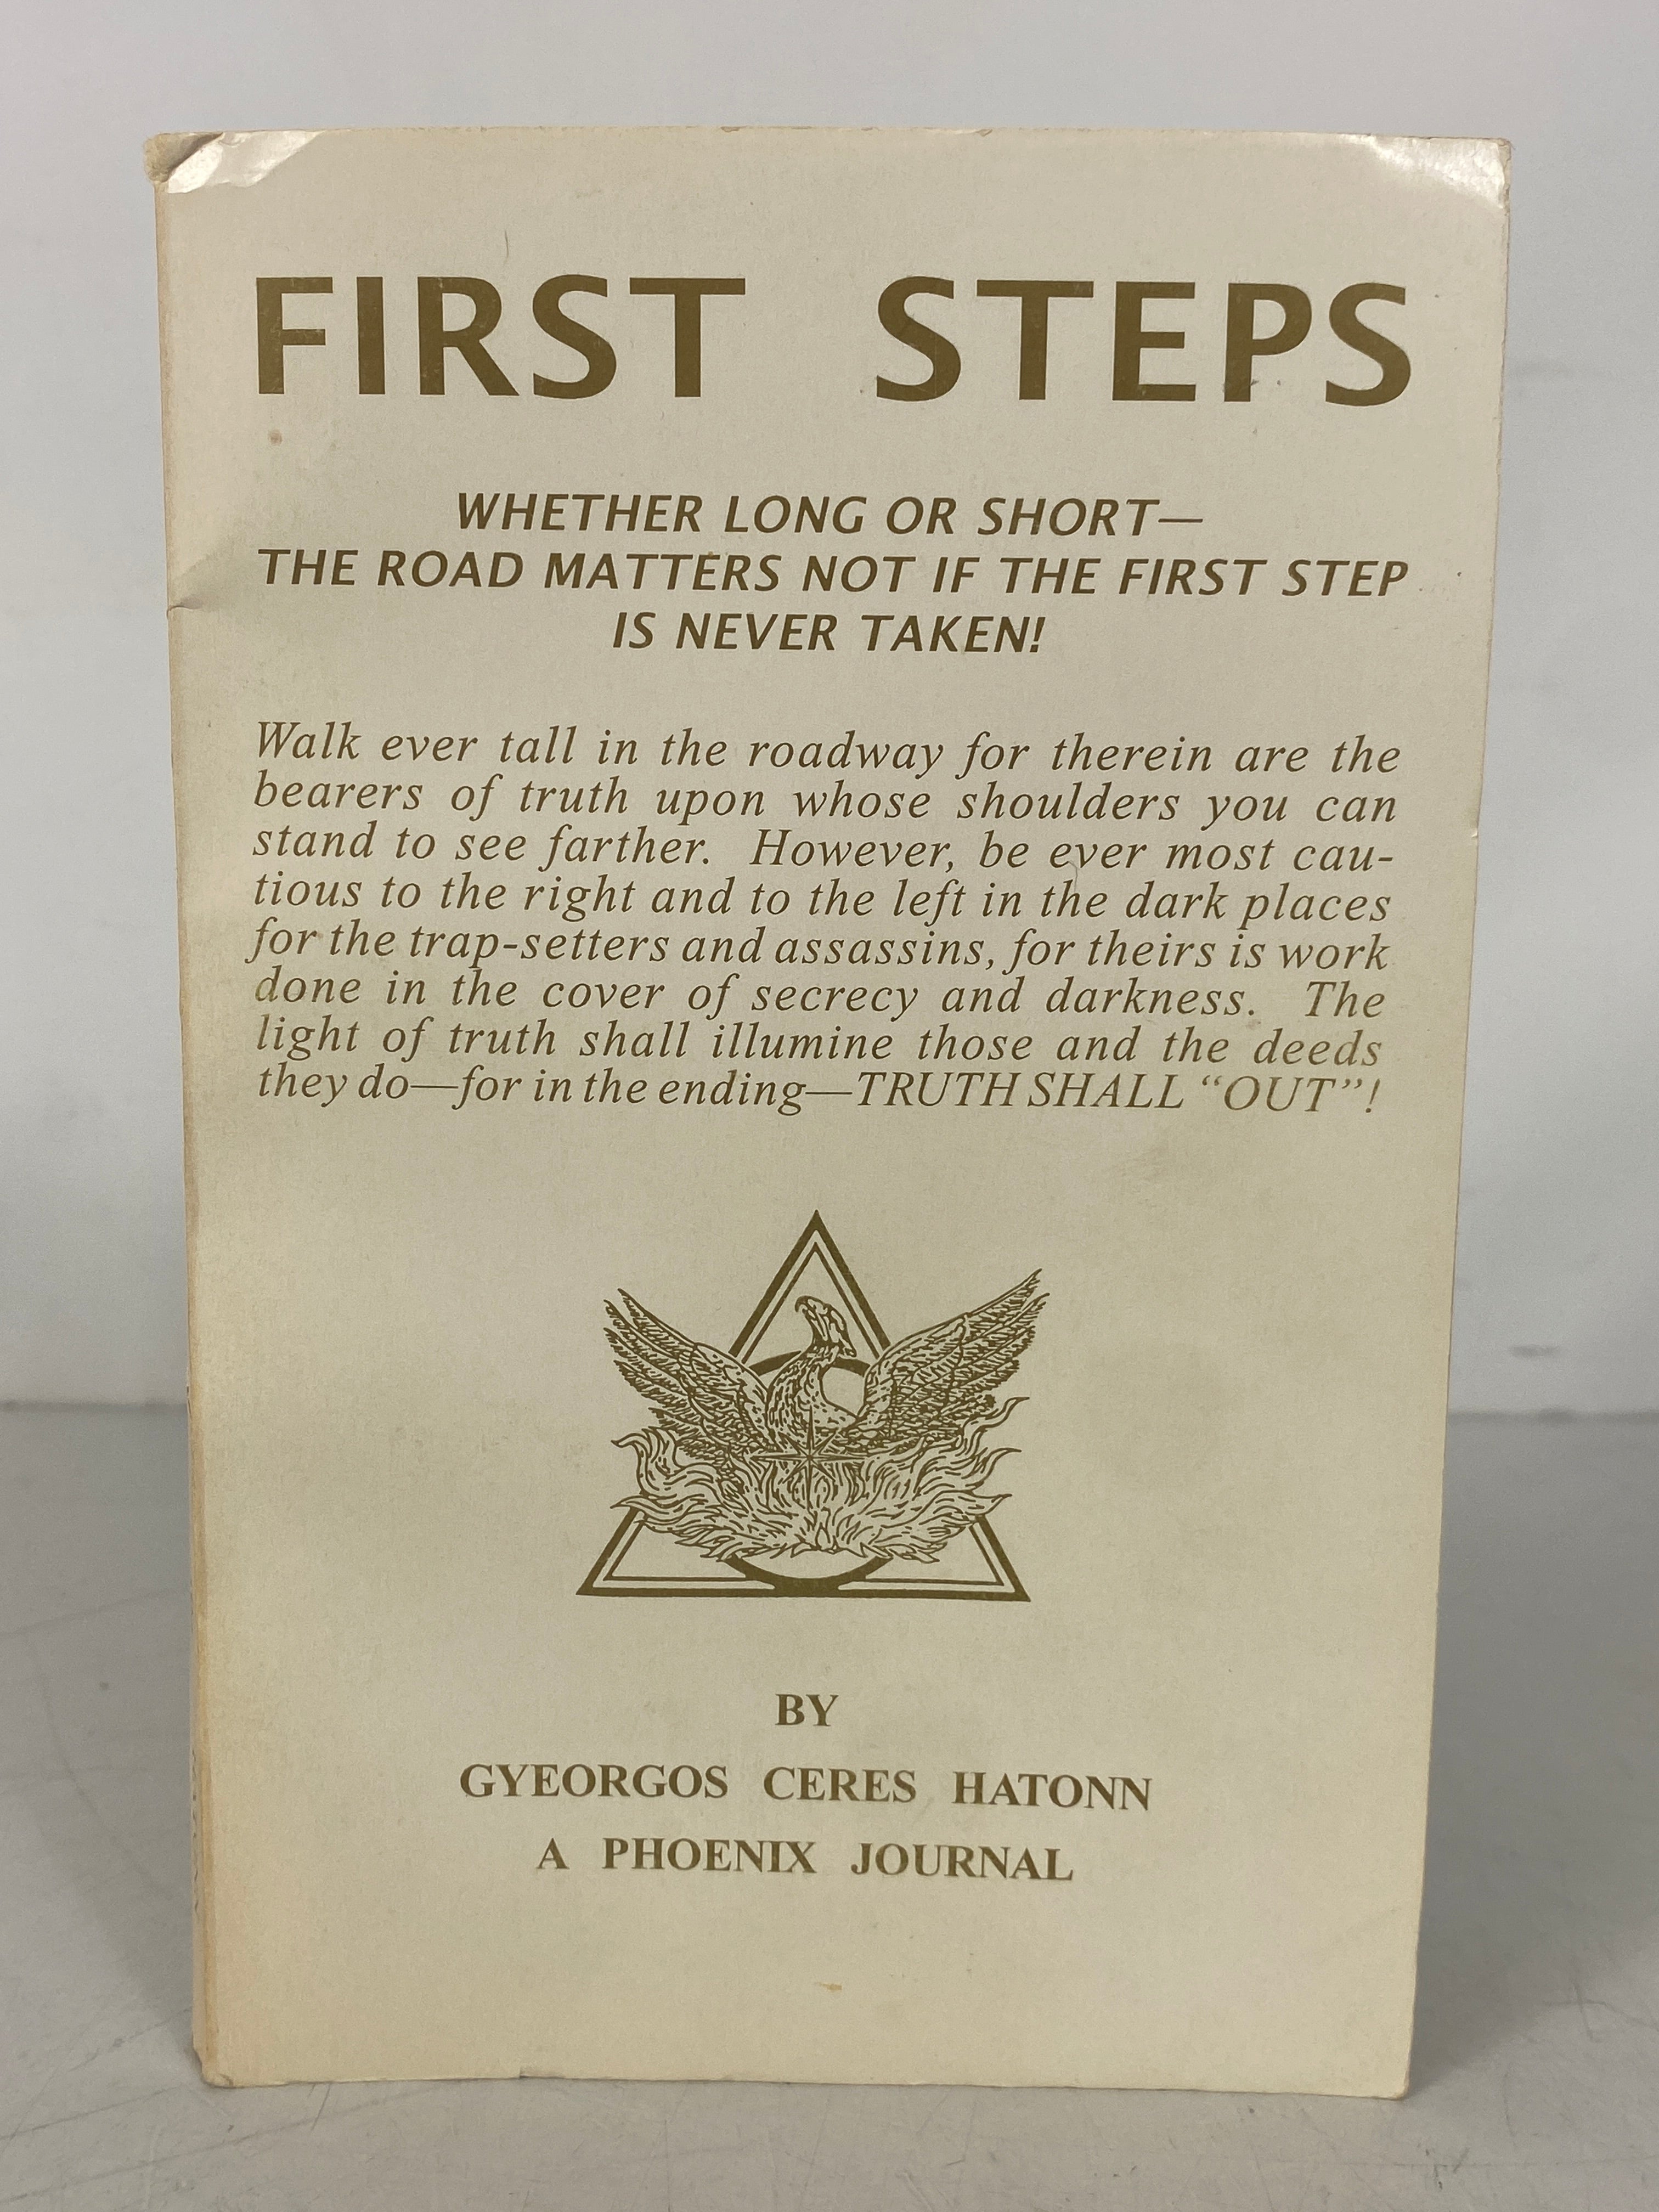 FIRST STEPS
WHETHER LONG OR SHORT—
THE ROAD MATTERS NOT IF THE FIRST STEP
IS NEVER TAKEN!
Walk ever tall in the roadway for therein are the
bearers of truth upon whose shoulders you can
stand to see farther. However, be ever most cau-
tious to the right and to the left in the dark places
for the trap-setters and assassins, for theirs is work
done in the cover of secrecy and darkness. The
light of truth shall illumine those and the deeds
they do—for in the ending—TRUTH SHALL “OUT”!
BY
GYEORGOS CERES HATONN
A PHOENIX JOURNAL